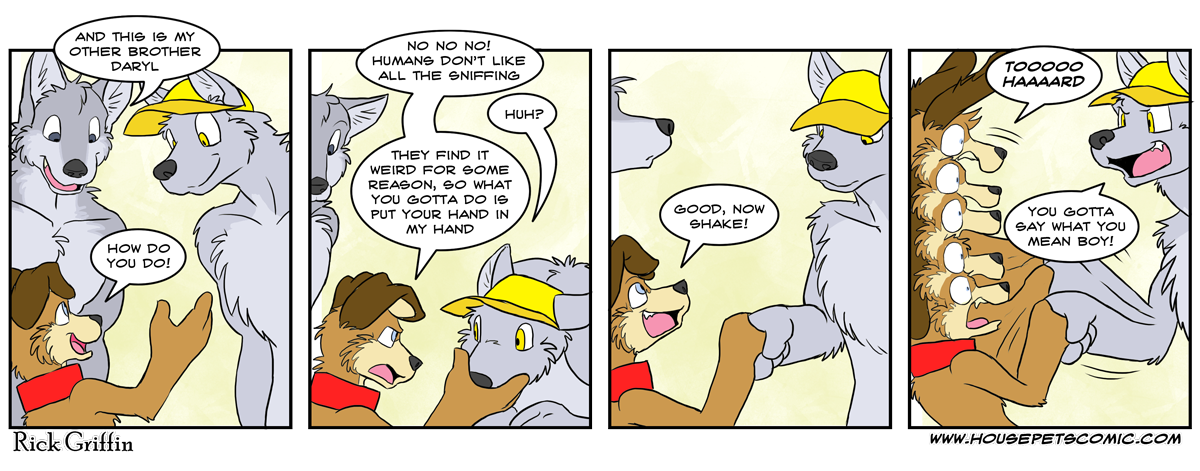 AND THIS IS MY
OTHER BROTHER
DARYL
HOW DO
YOU DO!
NO NO NO!
HUMANS DON'T LIKE
ALL THE SNIFFING
HUH?
THEY FIND IT
WEIRD FOR SOME
REASON, SO WHAT
YOU GOTTA DO IS
PUT YOUR HAND IN
MY HAND
GOOD, NOW
SHAKE!
TOOOOO
HAAAARD
YOU GOTTA
SAY WHAT YOU
MEAN BOY!
Rick Griffin
WWW.HOUSEPETSCOMIC.COM